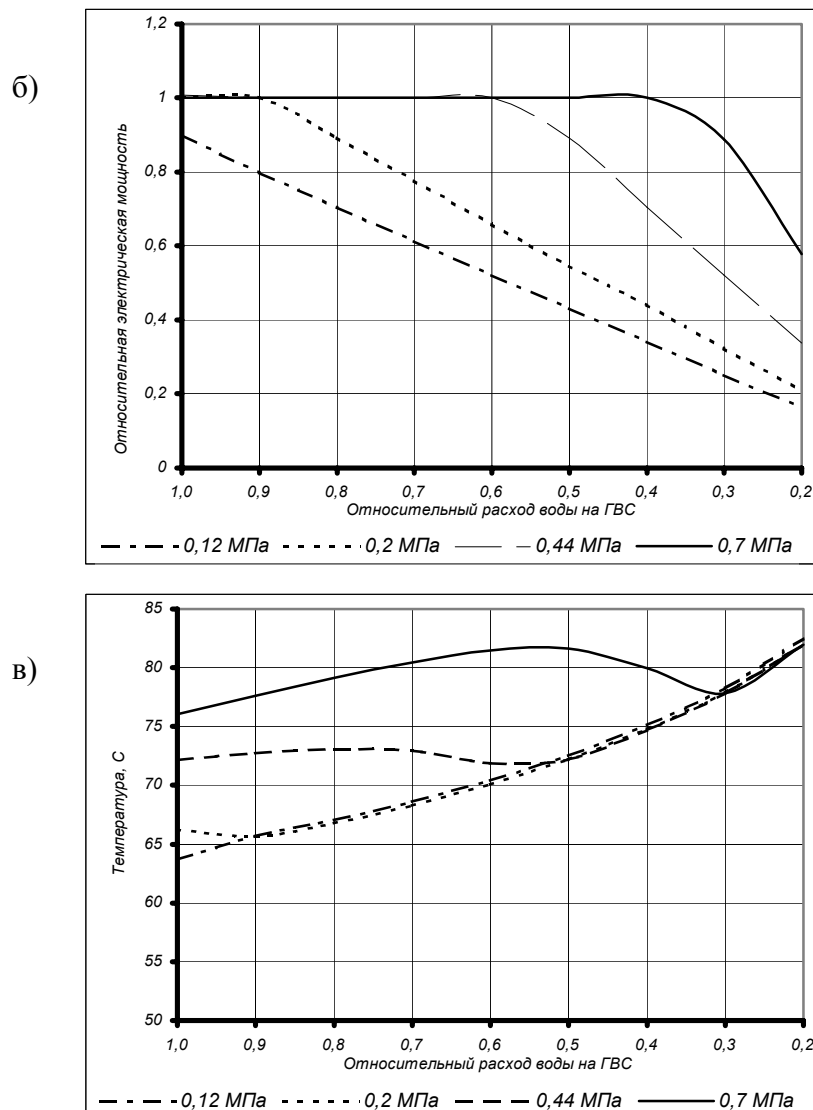 б)
Относительная электрическая мощность
1,2
1
0,8
0,6
0,4
0,2
0
1,0 0,9 0,8 0,7 0,6 0,5 0,4 0,3 0,2
Относительный расход воды на ГВС
0,12 МПа 0,2 МПа 0,44 МПа 0,7 МПа
в)
Температура, С
85
80
75
70
65
60
55
50
1,0 0,9 0,8 0,7 0,6 0,5 0,4 0,3 0,2
Относительный расход воды на ГВС
0,12 МПа 0,2 МПа 0,44 МПа 0,7 МПа